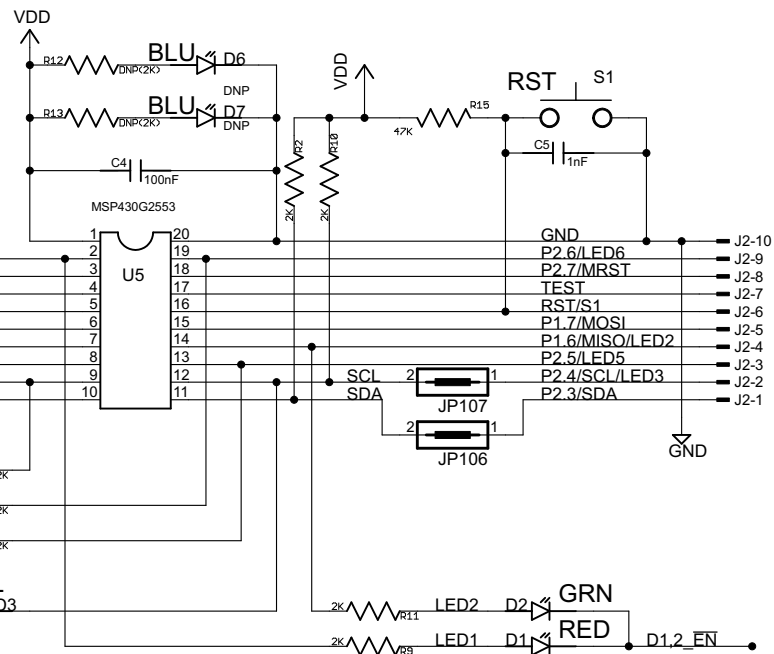 VDD
R12
DNP(2K)
BLU
D6
DNP
R13
DNP(2K)
BLU
D7
DNP
C4
100nF
VDD
R2
2K
R10
2K
R15
47K
RST
S1
C5
1nF
MSP430G2553
U5
1
2
3
4
5
6
7
8
9
10
20
19
18
17
16
15
14
13
12
11
GND
P2.6/LED6
P2.7/MRST
TEST
RST/S1
P1.7/MOSI
P1.6/MISO/LED2
P2.5/LED5
P2.4/SCL/LED3
P2.3/SDA
J2-10
J2-9
J2-8
J2-7
J2-6
J2-5
J2-4
J2-3
J2-2
J2-1
SCL
SDA
2
1
JP107
2
1
JP106
GND
2K
2K
2K
D3
2K
R11
LED2
D2
GRN
2K
R9
LED1
D1
RED
D1,2_EN